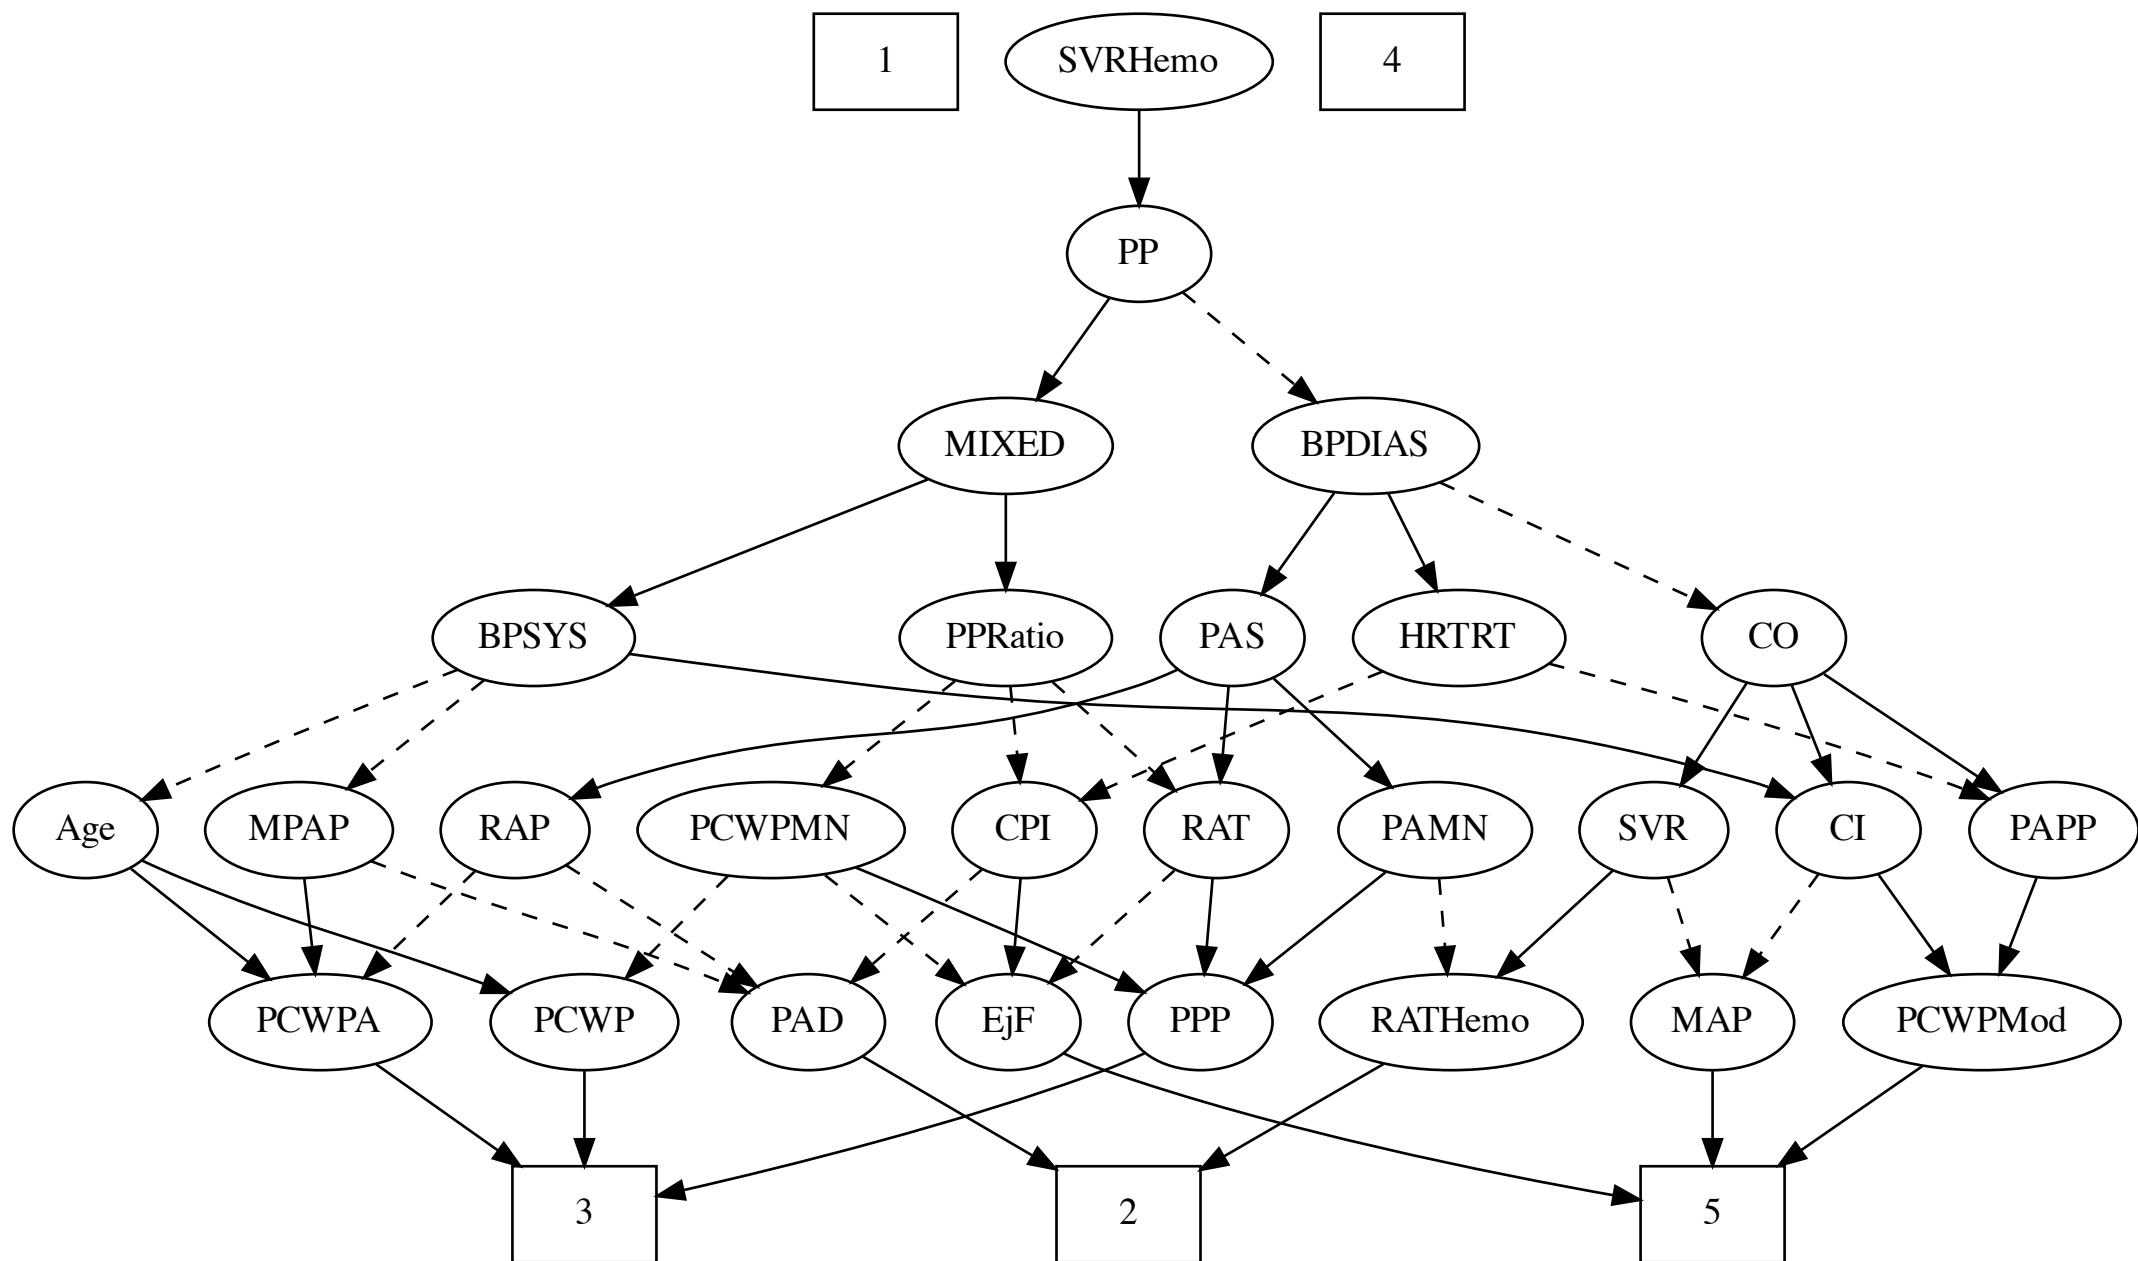 1 SVRHemo 4
PP
MIXED BPDIAS
BPSYS PPRatio PAS HRTRT CO
Age MPAP RAP PCWPMN CPI RAT PAMN SVR CI PAPP
PCWPA PCWP PAD EjF PPP RATHemo MAP PCWPMod
3 2 5